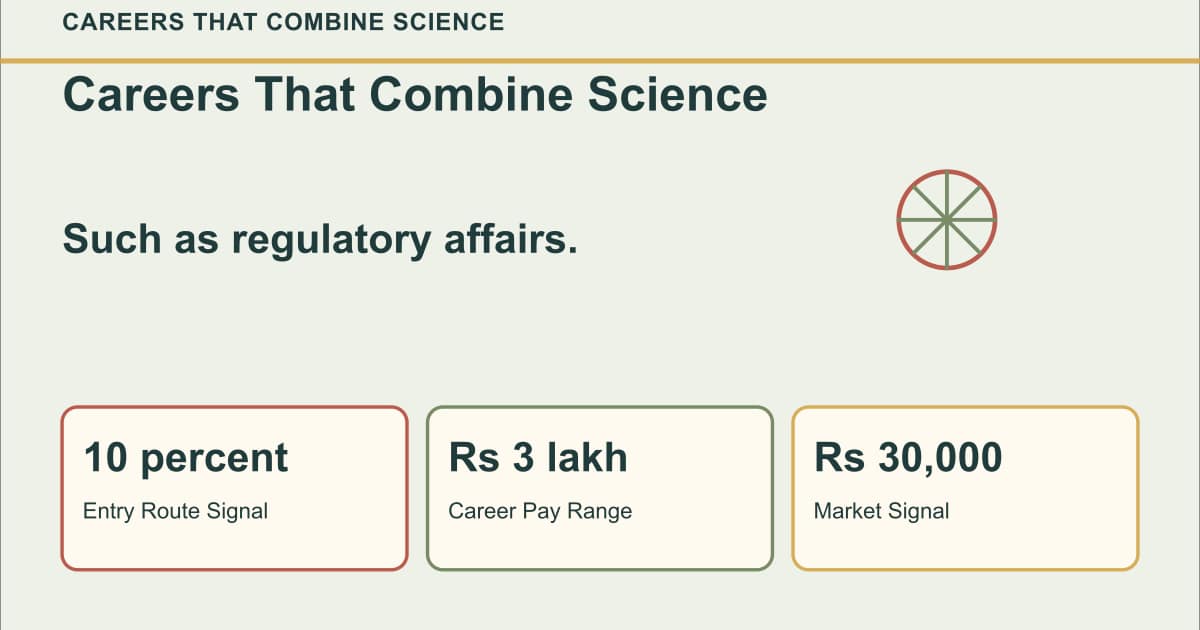 CAREERS THAT COMBINE SCIENCE
Careers That Combine Science
Such as regulatory affairs.
10 percent
Entry Route Signal
Rs 3 lakh
Career Pay Range
Rs 30,000
Market Signal